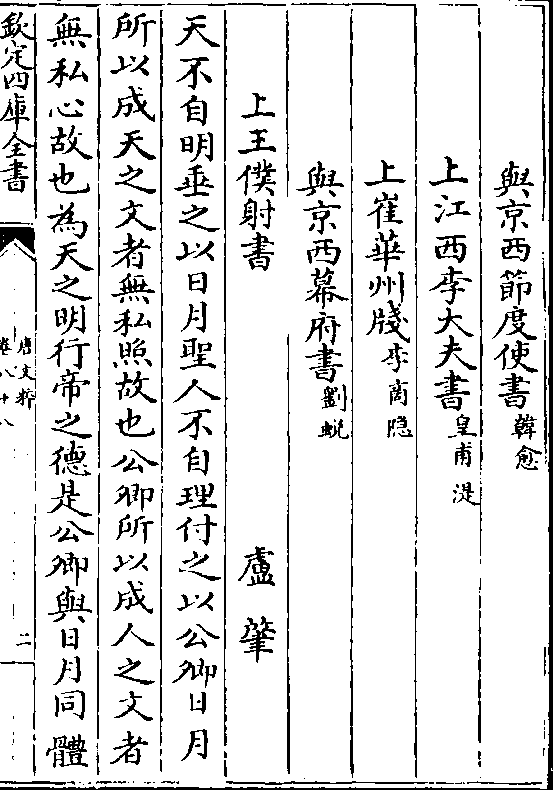 與京西節度使書韓愈
上江西李大夫書皇甫湜
上崔華州牋李商隱
與京西幕府書劉蛻
上王僕射書　盧肇
天不自明垂之以日月聖人不自理付之以公卿日月
所以成天之文者無私照故也公卿所以成人之文者
無私心故也為天之明行帝之德是公卿與日月同體
欽定四庫全書
唐文粹
卷八十八
二